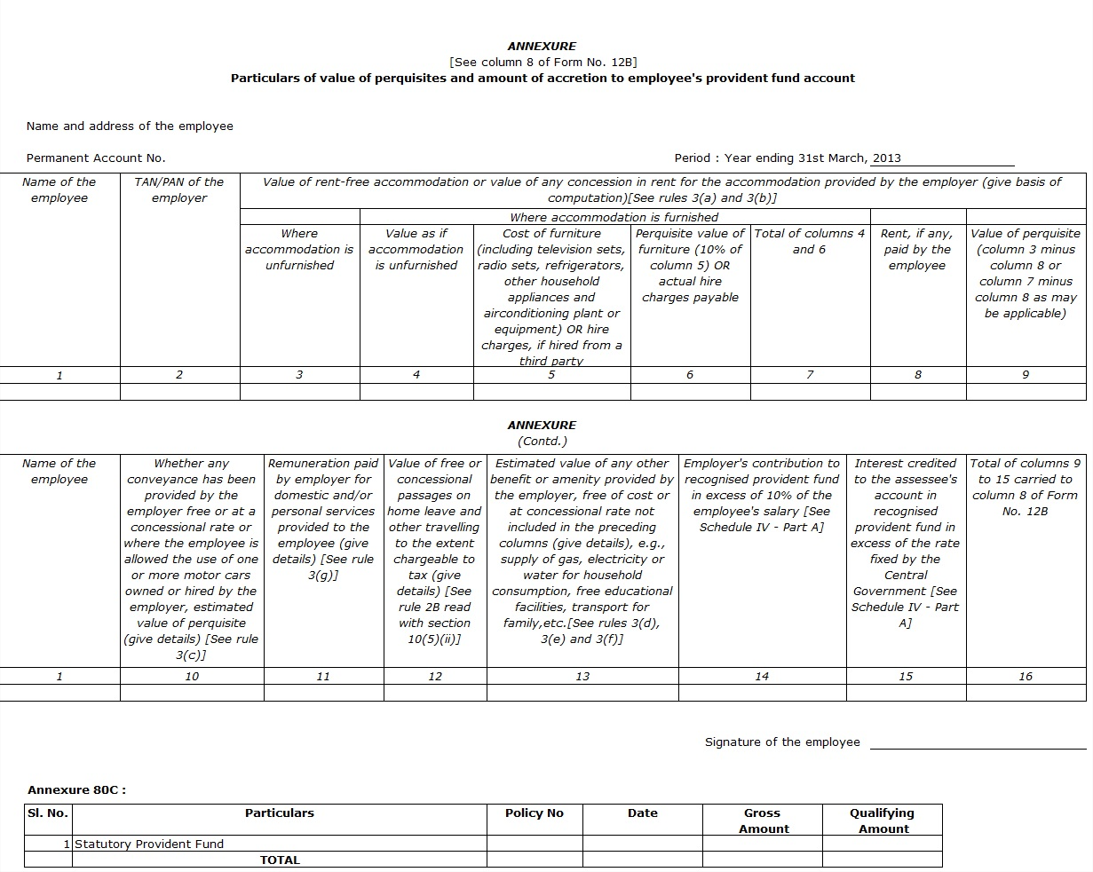 ANNEXURE
[See column 8 of Form No. 12B]
Particulars of value of perquisites and amount of accretion to employee's provident fund account
Name and address of the employee
Permanent Account No.
Period : Year ending 31st March, 2013
Name of the
employee
TAN/PAN of the
employer
Value of rent-free accommodation or value of any concession in rent for the accommodation provided by the employer (give basis of
computation)[See rules 3(a) and 3(b)]
Where accommodation is furnished
Where
accommodation is
unfurnished
Value as if
accommodation
is unfurnished
Cost of furniture
(including television sets,
radio sets, refrigerators,
other household
appliances and
airconditioning plant or
equipment) OR hire
charges, if hired from a
third party
Perquisite value of
furniture (10% of
column 5) OR
actual hire
charges payable
Total of columns 4
and 6
Rent, if any,
paid by the
employee
Value of perquisite
(column 3 minus
column 8 or
column 7 minus
column 8 as may
be applicable)
1 2 3 4 5 6 7 8 9
ANNEXURE
(Contd.)
Name of the
employee
Whether any
conveyance has been
provided by the
employer free or at a
concessional rate or
where the employee is
allowed the use of one
or more motor cars
owned or hired by the
employer, estimated
value of perquisite
(give details) [See rule
3(c)]
Remuneration paid
by employer for
domestic and/or
personal services
provided to the
employee (give
details) [See rule
3(g)]
Value of free or
concessional
passages on
home leave and
other travelling
to the extent
chargeable to
tax (give
details) [See
rule 2B read
with section
10(5)(ii)]
Estimated value of any other
benefit or amenity provided by
the employer, free of cost or
at concessional rate not
included in the preceding
columns (give details), e.g.,
supply of gas, electricity or
water for household
consumption, free educational
facilities, transport for
family,etc.[See rules 3(d),
3(e) and 3(f)]
Employer's contribution to
recognised provident fund
in excess of 10% of the
employee's salary [See
Schedule IV - Part A]
Interest credited
to the assessee's
account in
recognised
provident fund in
excess of the rate
fixed by the
Central
Government [See
Schedule IV - Part
A]
Total of columns 9
to 15 carried to
column 8 of Form
No. 12B
1 10 11 12 13 14 15 16
Signature of the employee
Annexure 80C :
Sl. No. Particulars Policy No Date Gross Amount Qualifying Amount
1 Statutory Provident Fund
TOTAL